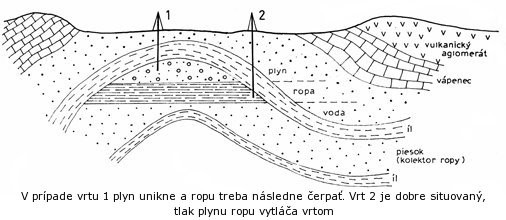 1
2
vulkanický
aglomerát
plyn
vápenec
ropa
voda
íl
piesok
(kolektor ropy)
íl
V prípade vrtu 1 plyn unikne a ropu treba následne čerpať. Vrt 2 je dobre situovaný,
tlak plynu ropu vytláča vrtom